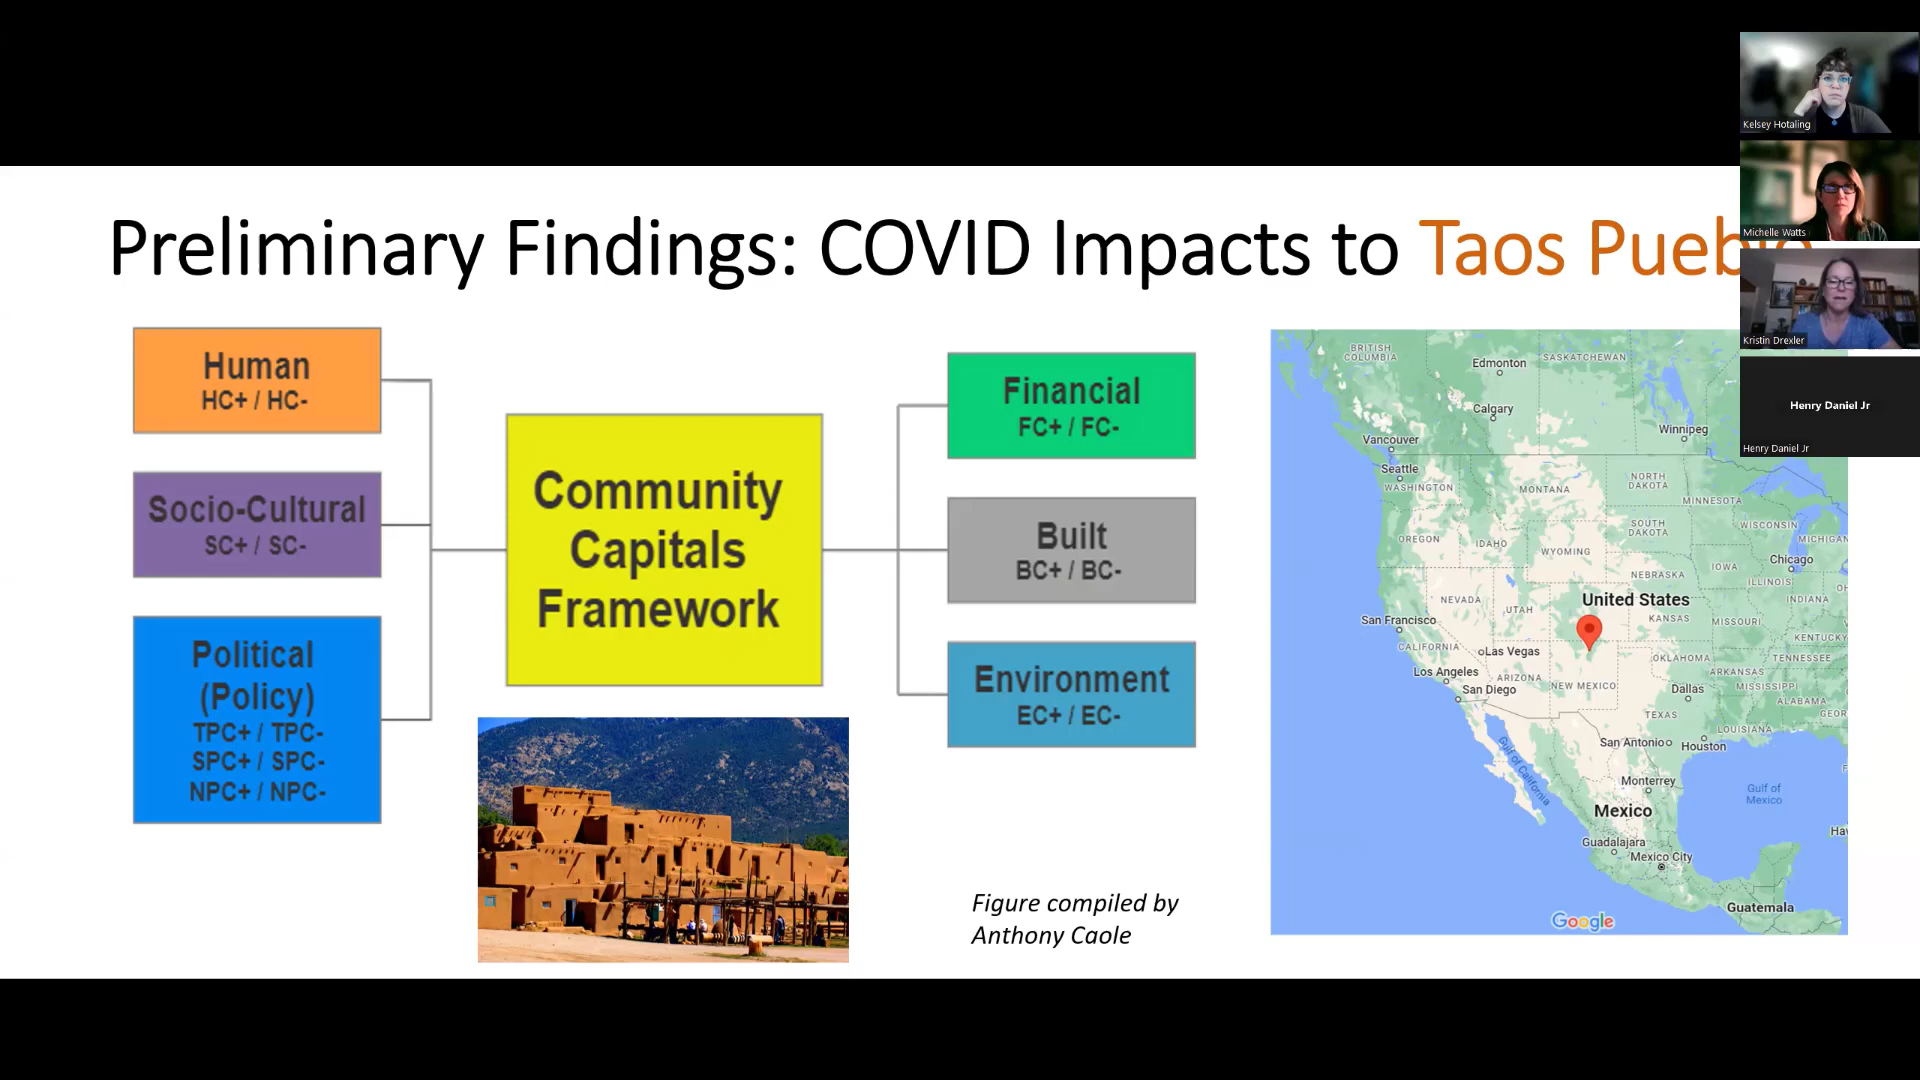 Preliminary Findings: COVID Impacts to Taos Pueblo
Human
HC+ / HC-
Socio-Cultural
SC+ / SC-
Political
(Policy)
TPC+ / TPC-
SPC+ / SPC-
NPC+ / NPC-
Community
Capitals
Framework
Financial
FC+ / FC-
Built
BC+ / BC-
Environment
EC+ / EC-
Figure compiled by
Anthony Caole
BRITISH
COLUMBIA
Edmonton
SASKATCHEWAN
Calgary
Vancouver
Winnipeg
Seattle
WASHINGTON
MONTANA
NORTH
DAKOTA
MINNESOTA
OREGON
IDAHO
SOUTH
DAKOTA
WISCONSIN
MICHIGAN
WYOMING
Chicago
NEBRASKA
IOWA
ILLINOIS
OH
INDIANA
NEVADA
UTAH
United States
San Francisco
KANSAS
MISSOURI
KENTUCKY
CALIFORNIA
Las Vegas
OKLAHOMA
TENNESSEE
Los Angeles
ARIZONA
NEW MEXICO
ARKANSAS
MISSISSIPPI
San Diego
Dallas
ALABAMA
TEXAS
GEOR
LOUISIANA
San Antonio
Houston
Gulf of California
Monterrey
Gulf of
Mexico
Mexico
Ha
Guadalajara
Mexico City
Guatemala
Google
Kelsey Hotaling
Michelle Watts
Kristin Drexler
Henry Daniel Jr
Henry Daniel Jr